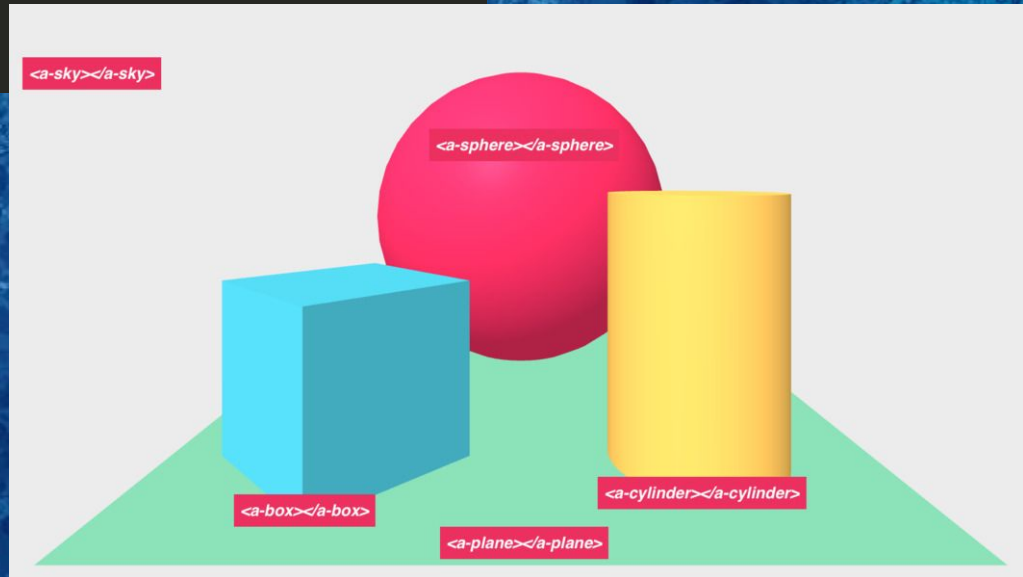 <a-sky></a-sky>
<a-sphere></a-sphere>
<a-cylinder></a-cylinder>
<a-box></a-box>
<a-plane></a-plane>